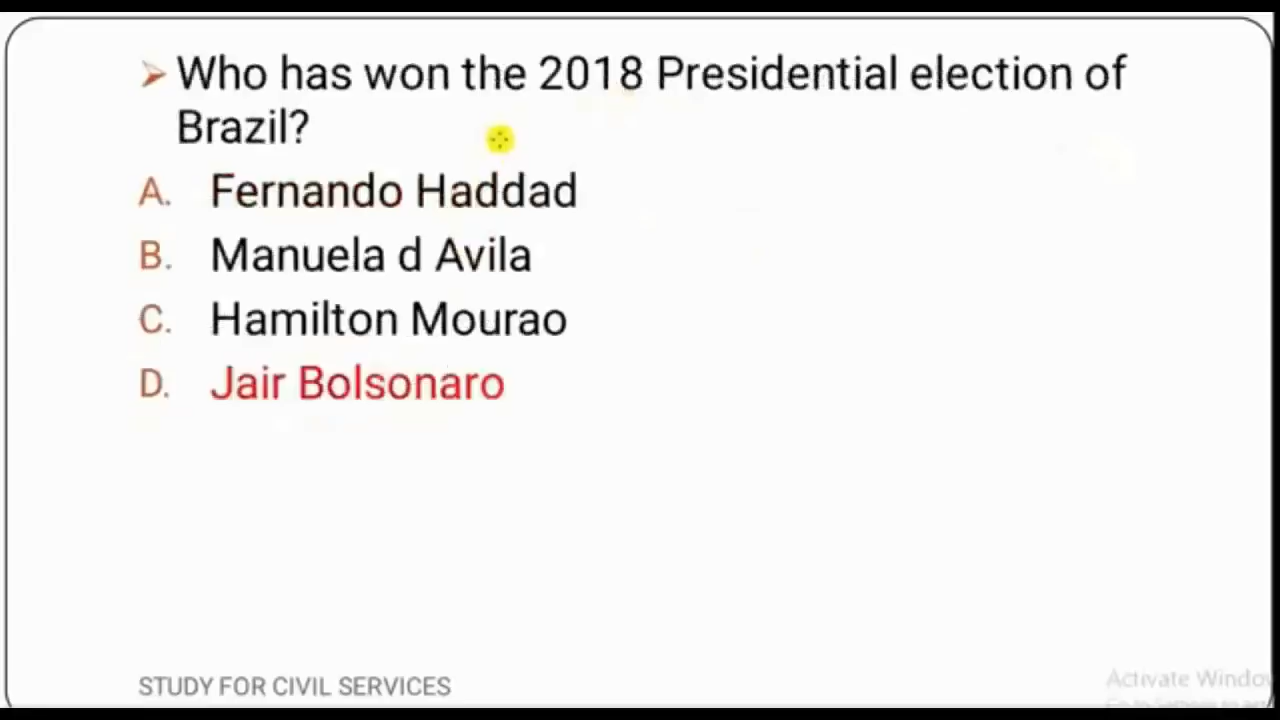 Who has won the 2018 Presidential election of
Brazil?
A. Fernando Haddad
B. Manuela d Avila
C. Hamilton Mourao
D. Jair Bolsonaro
STUDY FOR CIVIL SERVICES
Activate Window